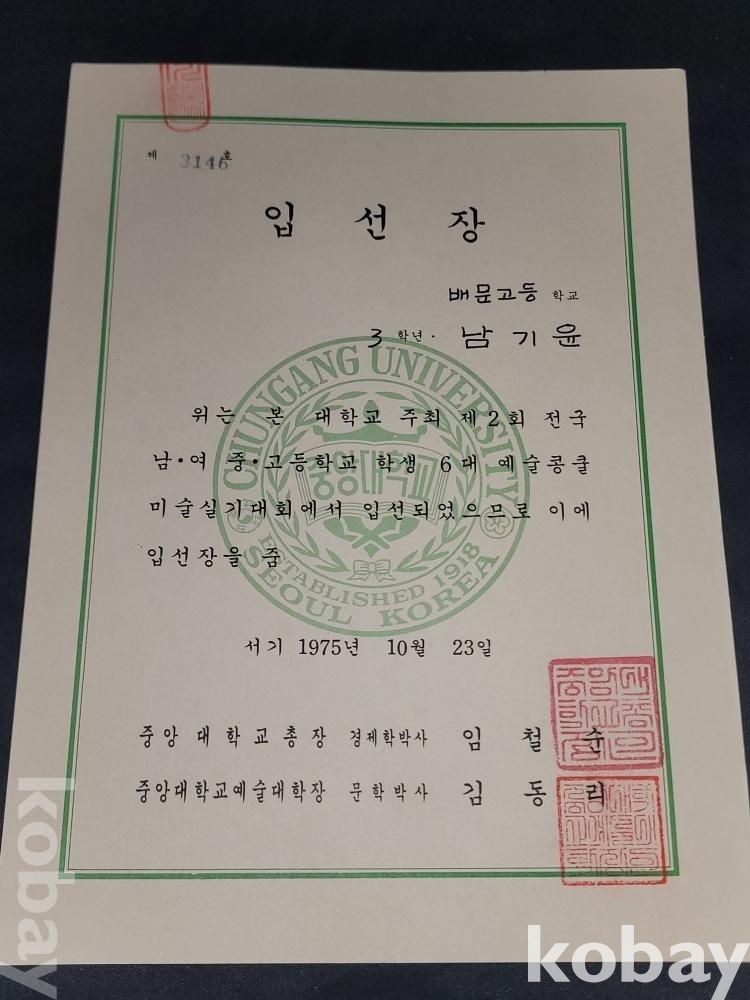 제 3146 호
입 선 장
배문고등 학교
3 학년 · 남기윤
위는 본 대학교 주최 제2회 전국
남·여 중·고등학교 학생 6대 예술콩쿨
미술실기대회에서 입선되었으므로 이에
입선장을 줌
CHUNGANG UNIVERSITY
중앙대학교
ESTABLISHED 1918
SEOUL KOREA
서기 1975년 10월 23일
중앙대학교총장 경제학박사 임 철 순
중앙대학교예술대학장 문학박사 김 동 리
kobay
kobay